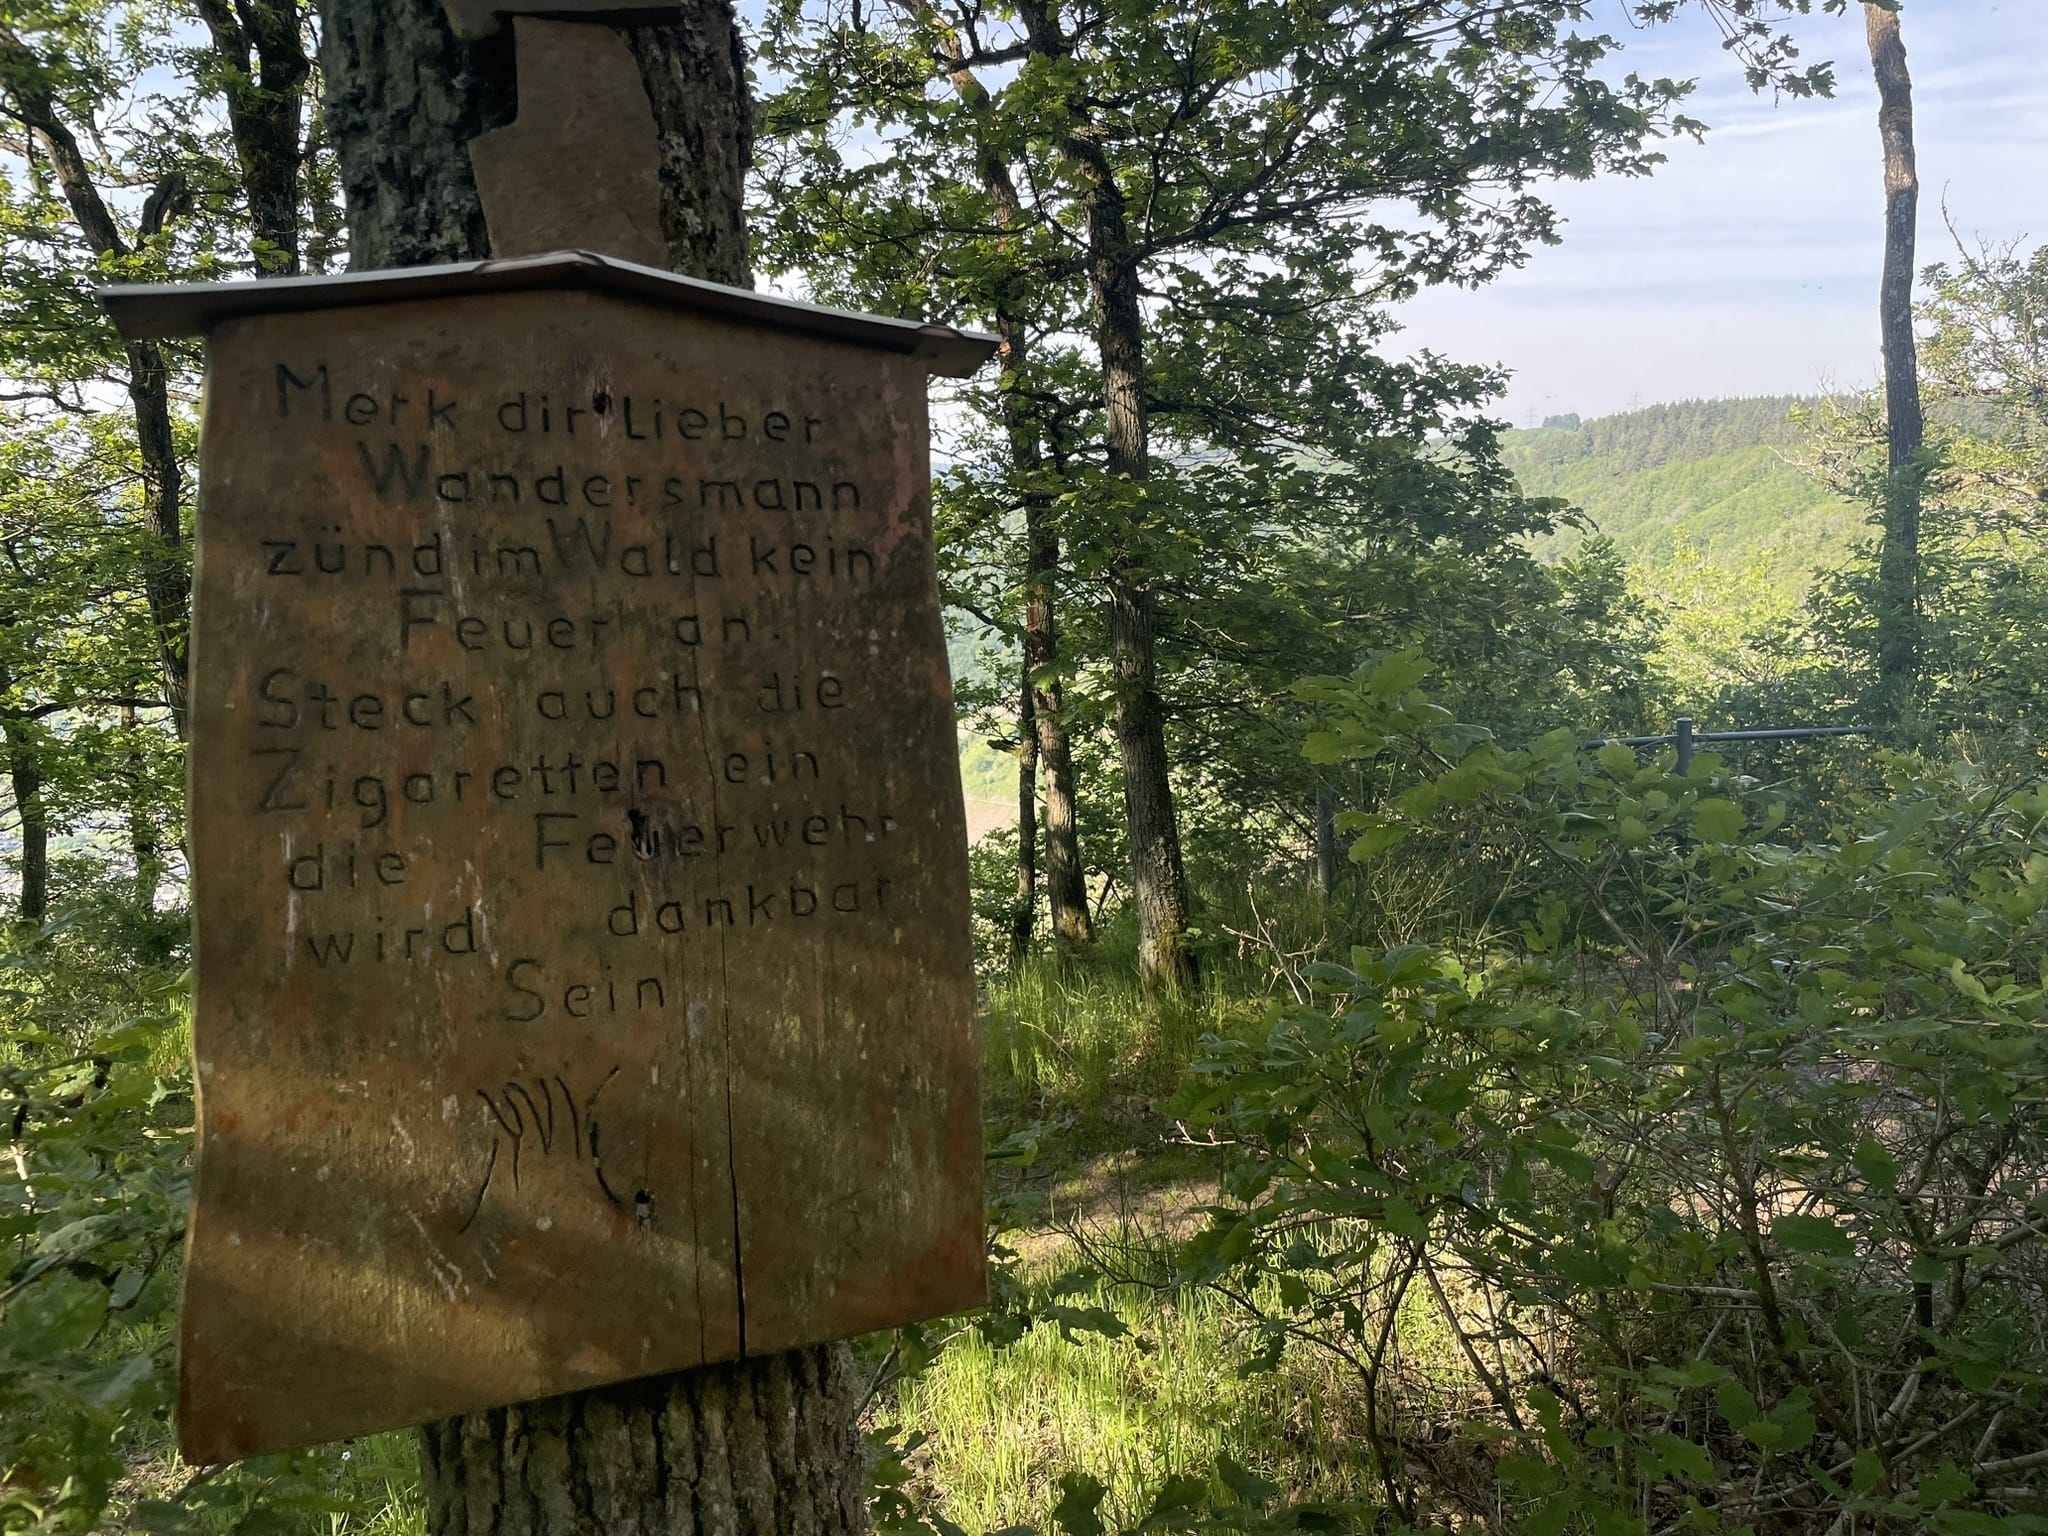 Merk dir Lieber
Wandersmann
zünd im Wald kein
Feuer an.
Steck auch die
Zigaretten ein
die Feuerwehr
wird dankbar
Sein